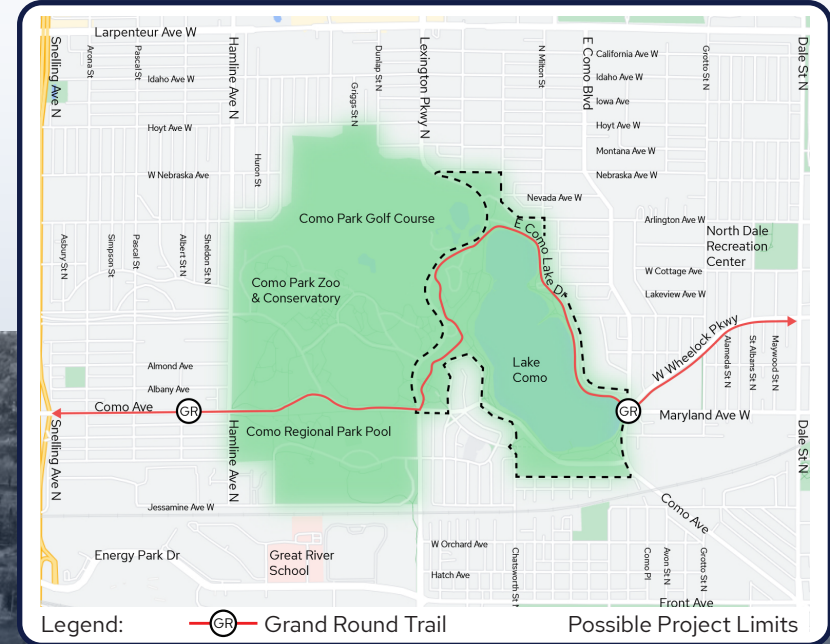 Larpenteur Ave W
Snelling Ave N
Arona St
Pascal St
Idaho Ave W
Hamline Ave N
Dunlap St N
Griggs St N
Lexington Pkwy N
N Milton St
E Como Blvd
California Ave W
Idaho Ave W
Iowa Ave
Hoyt Ave W
Montana Ave W
Nebraska Ave W
Grotto St N
Dale St N
Hoyt Ave W
W Nebraska Ave
Huron St
Nevada Ave W
Como Park Golf Course
E Como Lake Dr
Arlington Ave W
North Dale
Recreation
Center
Asbury St N
Simpson St N
Pascal St N
Albert St N
Sheldon St N
Como Park Zoo
& Conservatory
W Cottage Ave
Lakeview Ave W
W Wheelock Pkwy
Alameda St N
St Albans St N
Maywood St N
Almond Ave
Albany Ave
Lake
Como
Como Ave
GR
GR
Maryland Ave W
Snelling Ave N
Hamline Ave N
Como Regional Park Pool
Dale St N
Jessamine Ave W
Como Ave
Energy Park Dr
Great River
School
W Orchard Ave
Hatch Ave
Chatsworth St N
Como Pl
Avon St N
Grotto St N
Front Ave
Legend:
GR
Grand Round Trail
Possible Project Limits